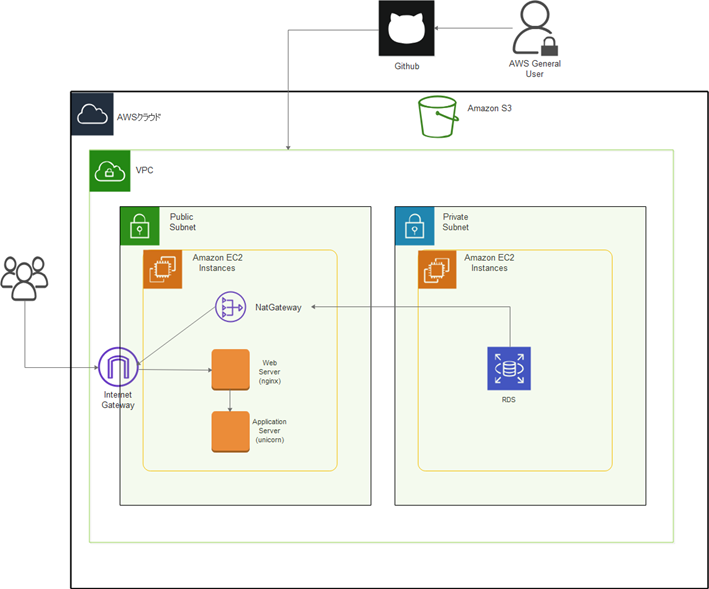 Github
AWS General
User
AWSクラウド
Amazon S3
VPC
Public
Subnet
Private
Subnet
Amazon EC2
Instances
Amazon EC2
Instances
NatGateway
Web
Server
(nginx)
Internet
Gateway
RDS
Application
Server
(unicorn)